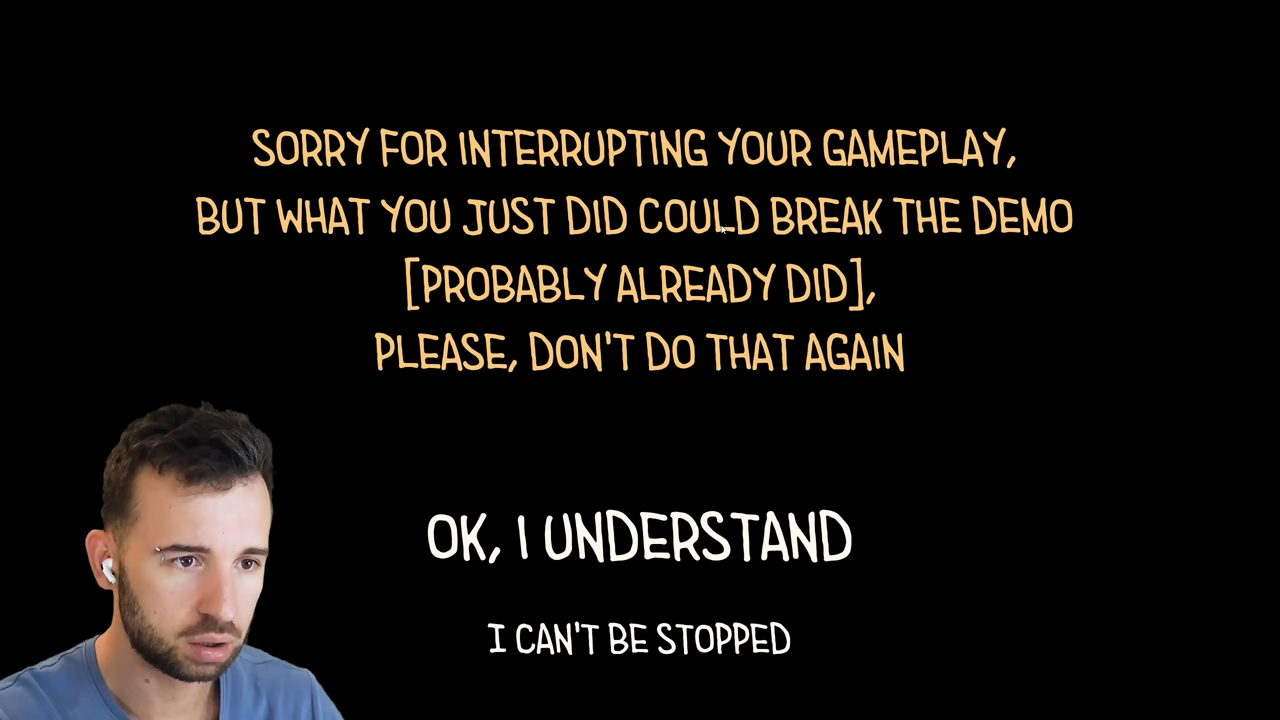 SORRY FOR INTERRUPTING YOUR GAMEPLAY,
BUT WHAT YOU JUST DID COULD BREAK THE DEMO
[PROBABLY ALREADY DID],
PLEASE, DON'T DO THAT AGAIN
OK, I UNDERSTAND
I CAN'T BE STOPPED